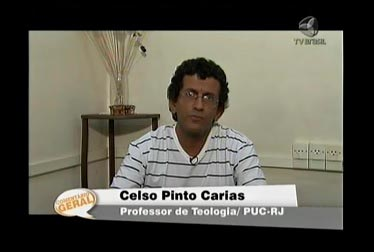 TV BRASIL
COMENTÁRIO
GERAL
Celso Pinto Carias
Professor de Teologia/ PUC-RJ